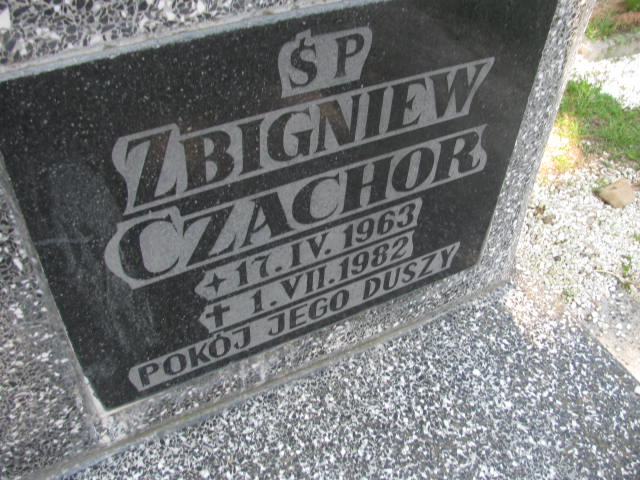 ŚP
ZBIGNIEW
CZACHOR
✦ 17. IV. 1963
✝ 1. VII. 1982
POKÓJ JEGO DUSZY